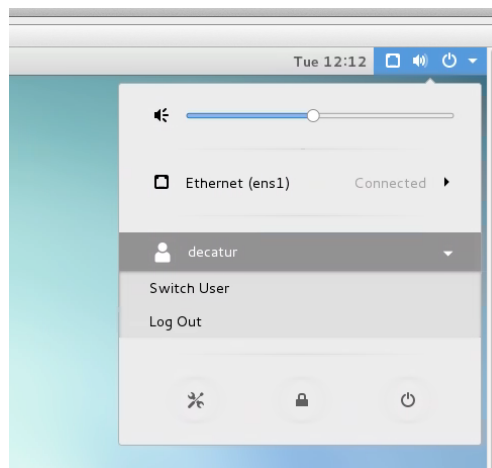 Tue 12:12
Ethernet (ens1) Connected
decatur
Switch User
Log Out